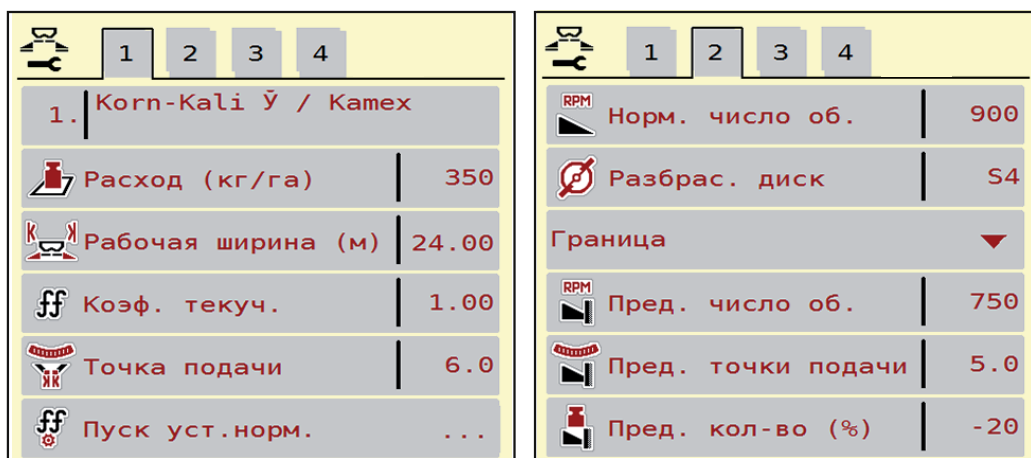 1 2 3 4
1. Korn-Kali Ў / Kamex
Расход (кг/га) 350
Рабочая ширина (м) 24.00
Коэф. текуч. 1.00
Точка подачи 6.0
Пуск уст.норм. ...
1 2 3 4
RPM
Норм. число об. 900
Разбрас. диск S4
Граница
RPM
Пред. число об. 750
Пред. точки подачи 5.0
Пред. кол-во (%) -20